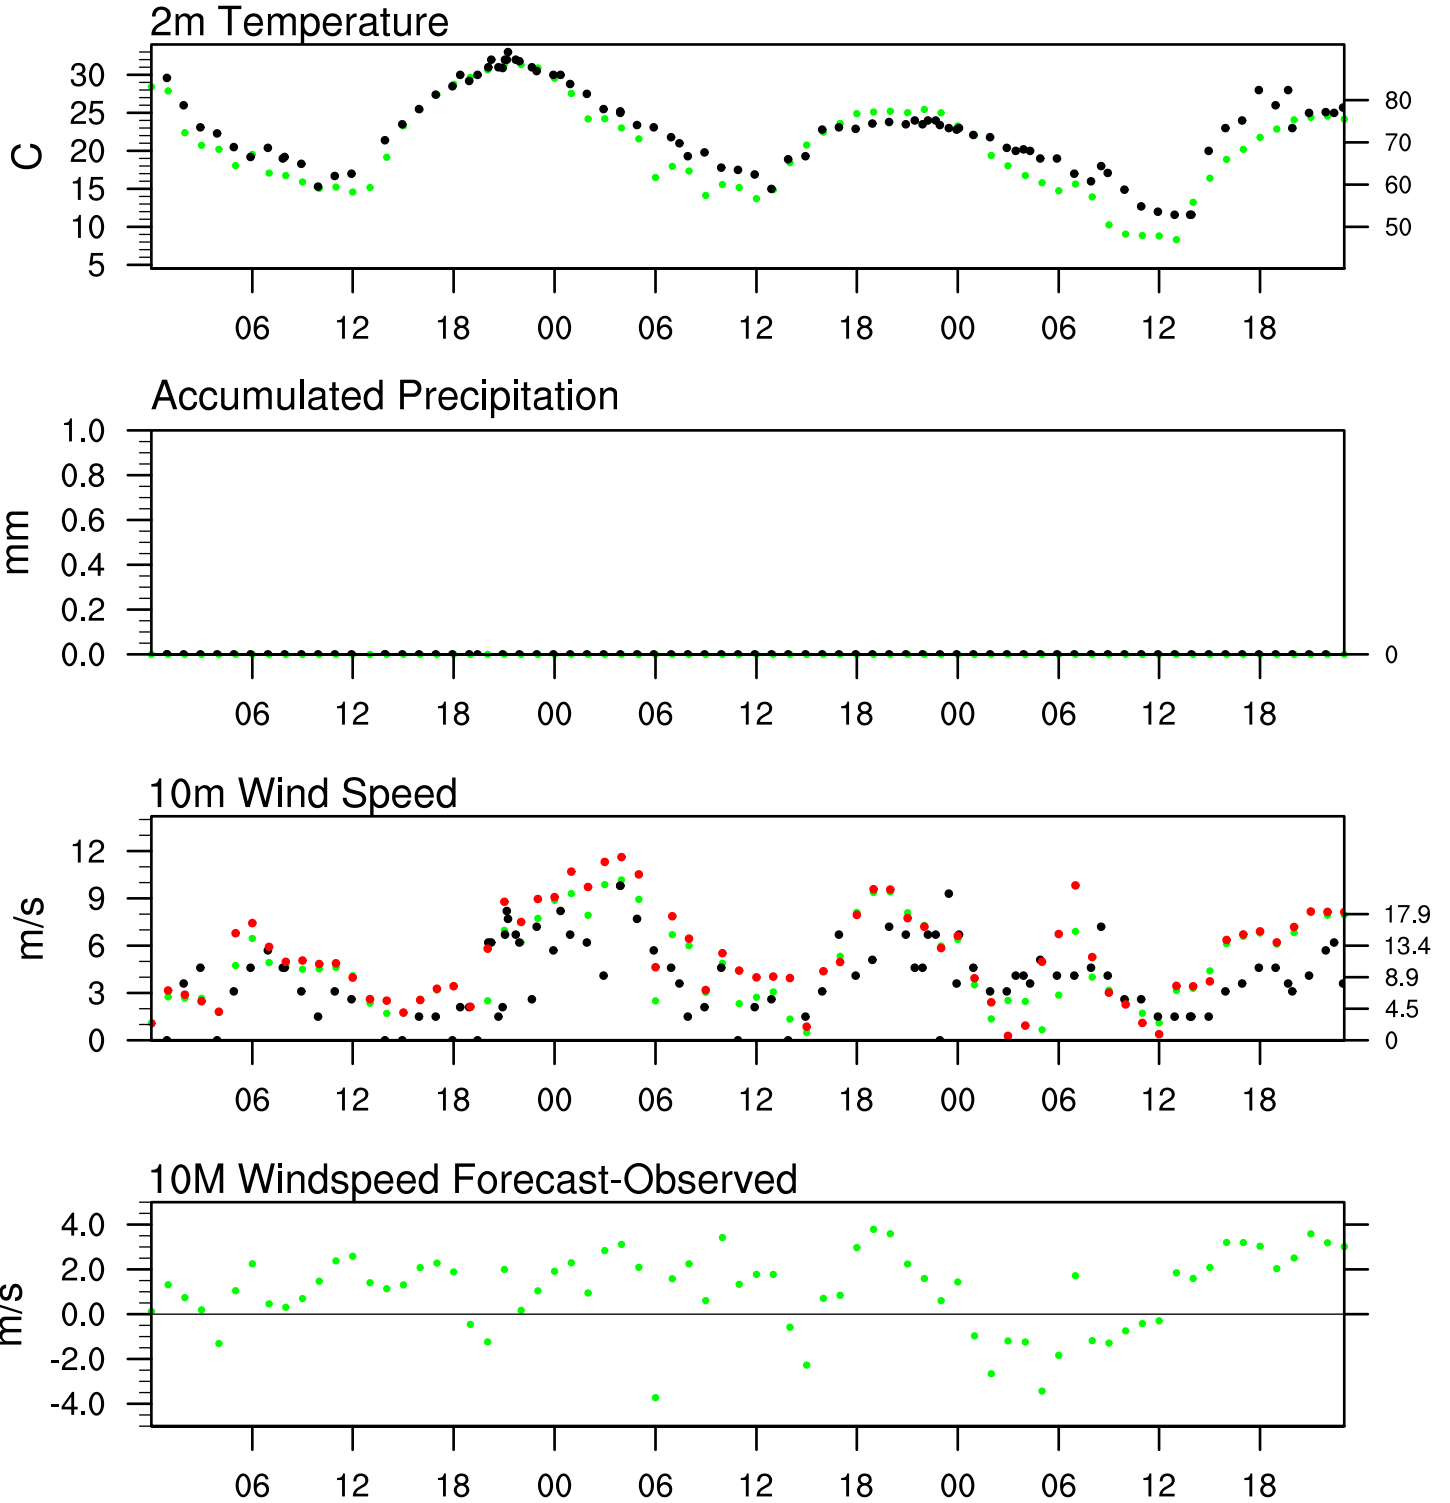 2m Temperature
C
30
25
20
15
10
5
80
70
60
50
06 12 18 00 06 12 18 00 06 12 18
Accumulated Precipitation
mm
1.0
0.8
0.6
0.4
0.2
0.0
0
06 12 18 00 06 12 18 00 06 12 18
10m Wind Speed
m/s
12
9
6
3
0
17.9
13.4
8.9
4.5
0
06 12 18 00 06 12 18 00 06 12 18
10M Windspeed Forecast-Observed
m/s
4.0
2.0
0.0
-2.0
-4.0
06 12 18 00 06 12 18 00 06 12 18